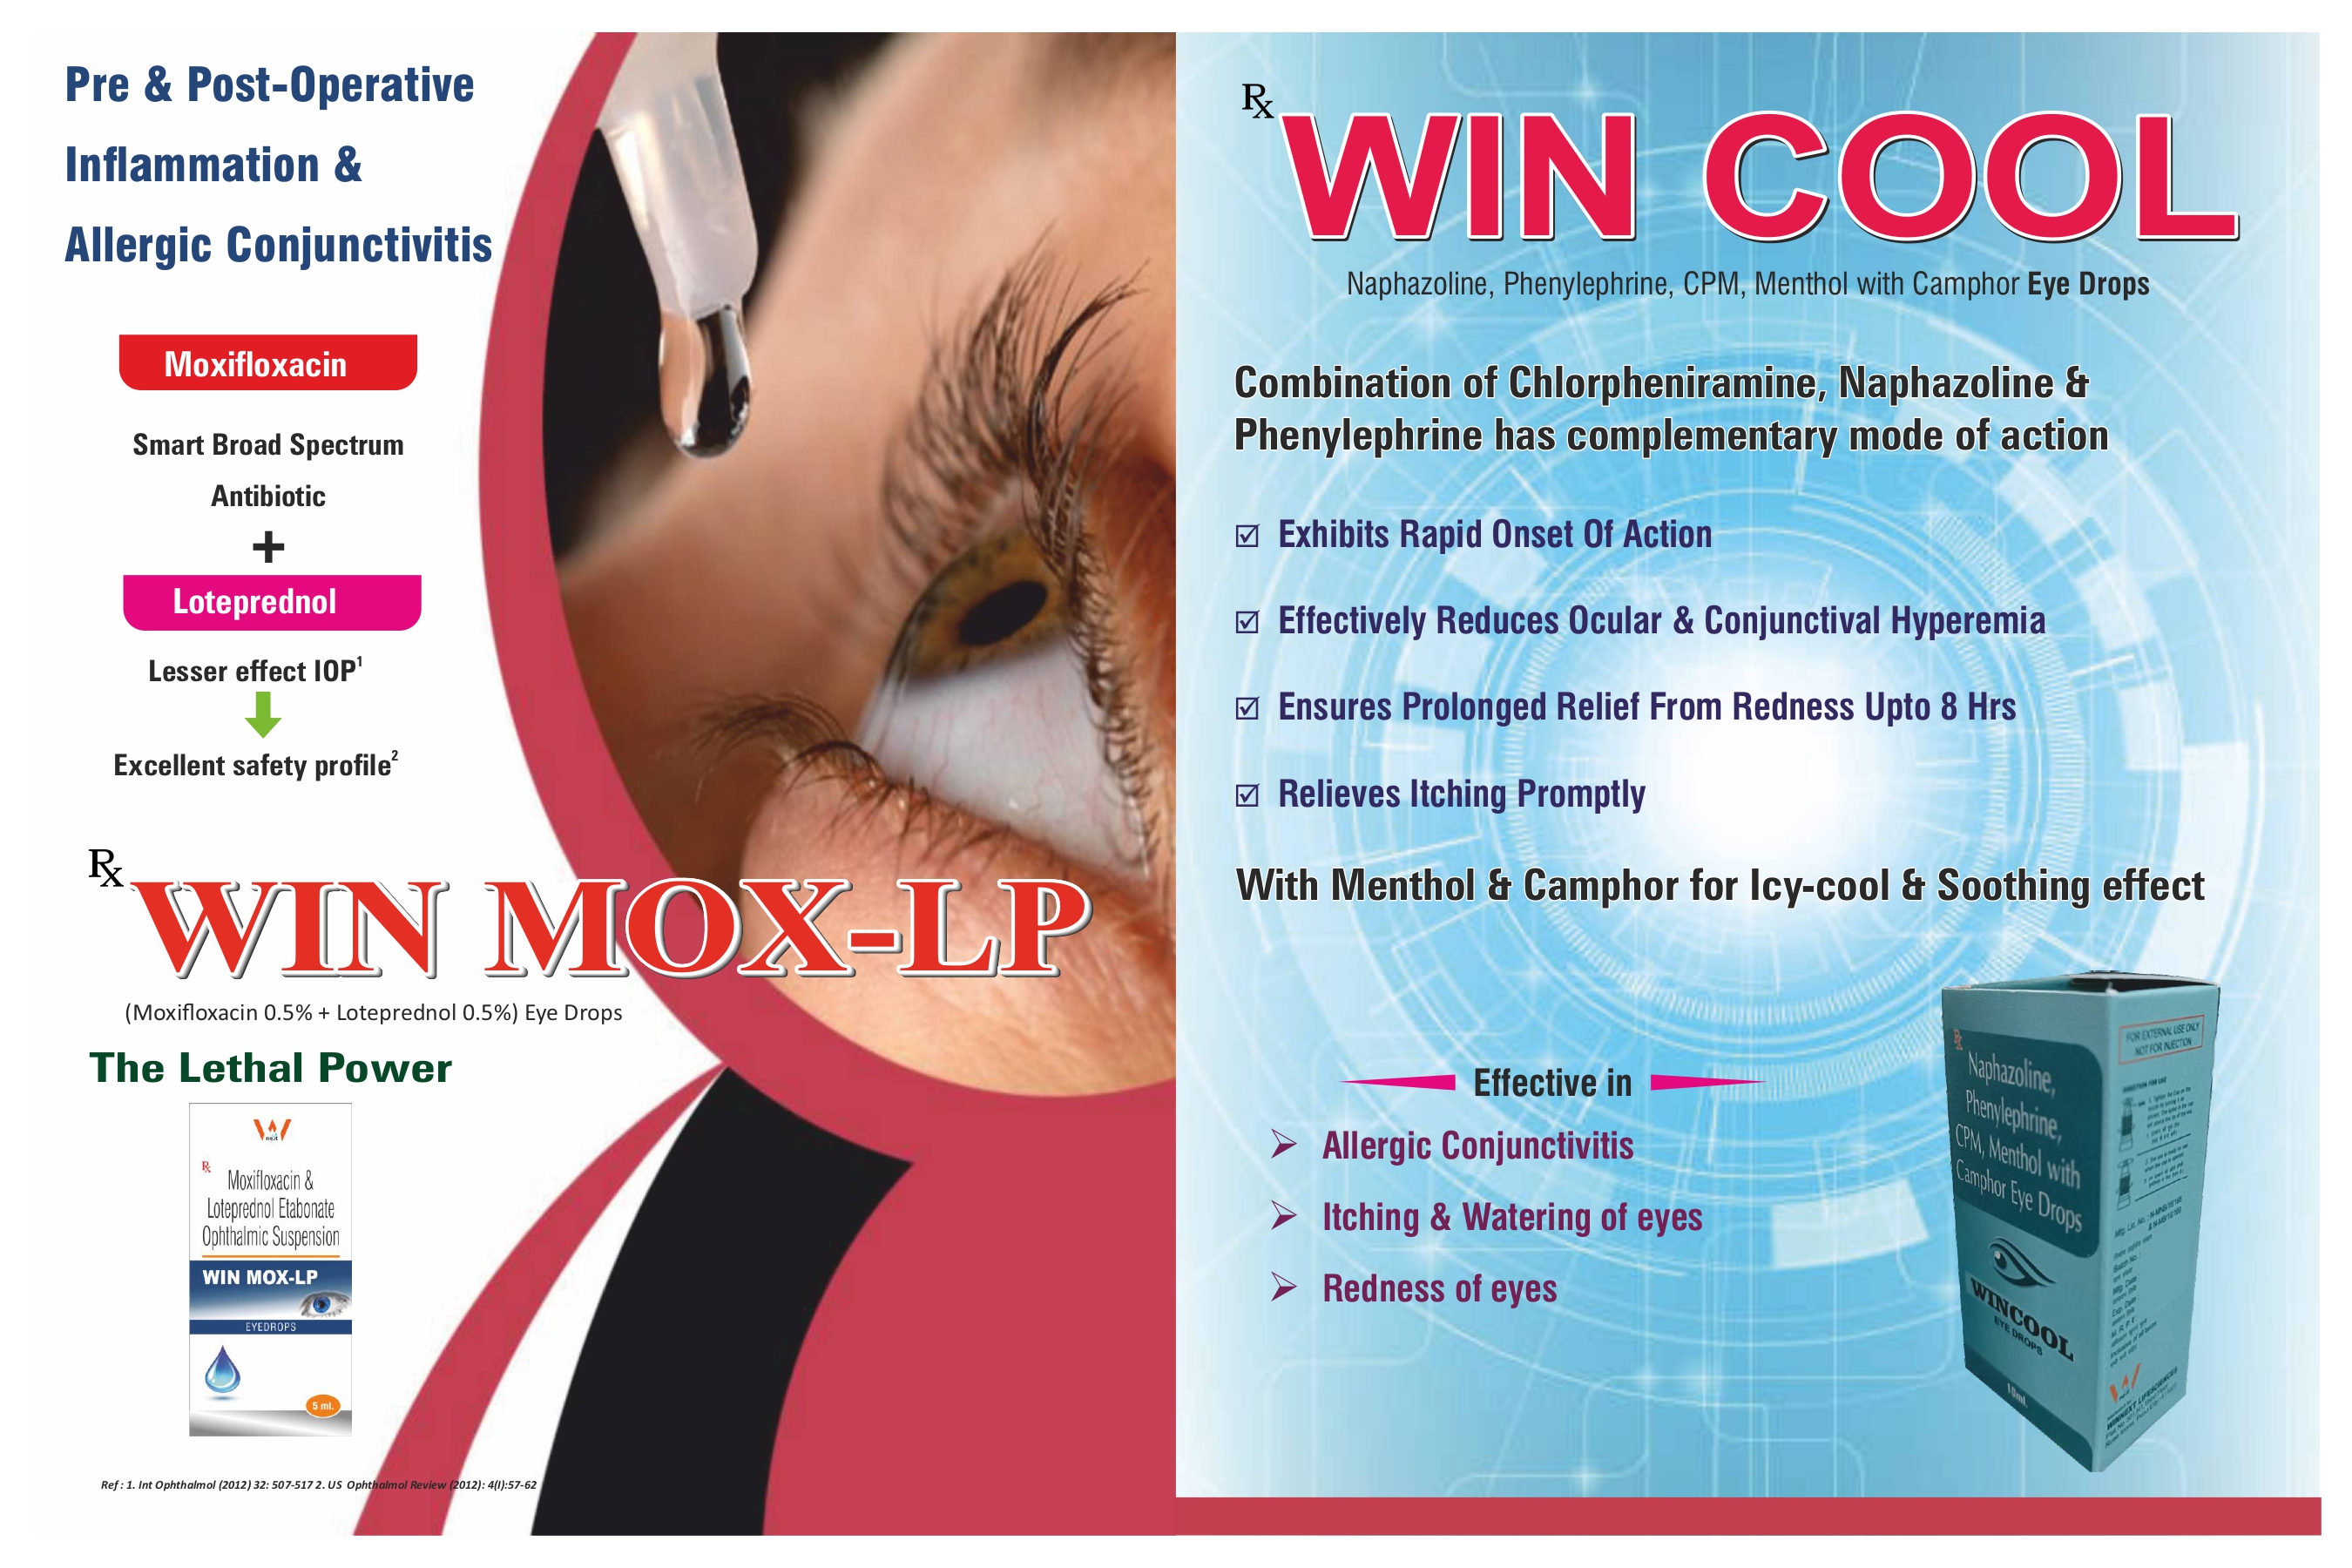 Pre & Post-Operative
Inflammation &
Allergic Conjunctivitis
Moxifloxacin
Smart Broad Spectrum
Antibiotic
+
Loteprednol
Lesser effect IOP¹
Excellent safety profile²
Rx
WIN MOX-LP
(Moxifloxacin 0.5% + Loteprednol 0.5%) Eye Drops
The Lethal Power
Rx
Moxifloxacin &
Loteprednol Etabonate
Ophthalmic Suspension
WIN MOX-LP
EYEDROPS
5 ml.
Ref : 1. Int Ophthalmol (2012) 32: 507-517 2. US Ophthalmol Review (2012): 4(I):57-62
Rx
WIN COOL
Naphazoline, Phenylephrine, CPM, Menthol with Camphor Eye Drops
Combination of Chlorpheniramine, Naphazoline &
Phenylephrine has complementary mode of action
Exhibits Rapid Onset Of Action
Effectively Reduces Ocular & Conjunctival Hyperemia
Ensures Prolonged Relief From Redness Upto 8 Hrs
Relieves Itching Promptly
With Menthol & Camphor for Icy-cool & Soothing effect
Effective in
Allergic Conjunctivitis
Itching & Watering of eyes
Redness of eyes
Rx
Naphazoline,
Phenylephrine,
CPM, Menthol with
Camphor Eye Drops
WINCOOL
EYE DROPS
10ml.
FOR EXTERNAL USE ONLY
NOT FOR INJECTION